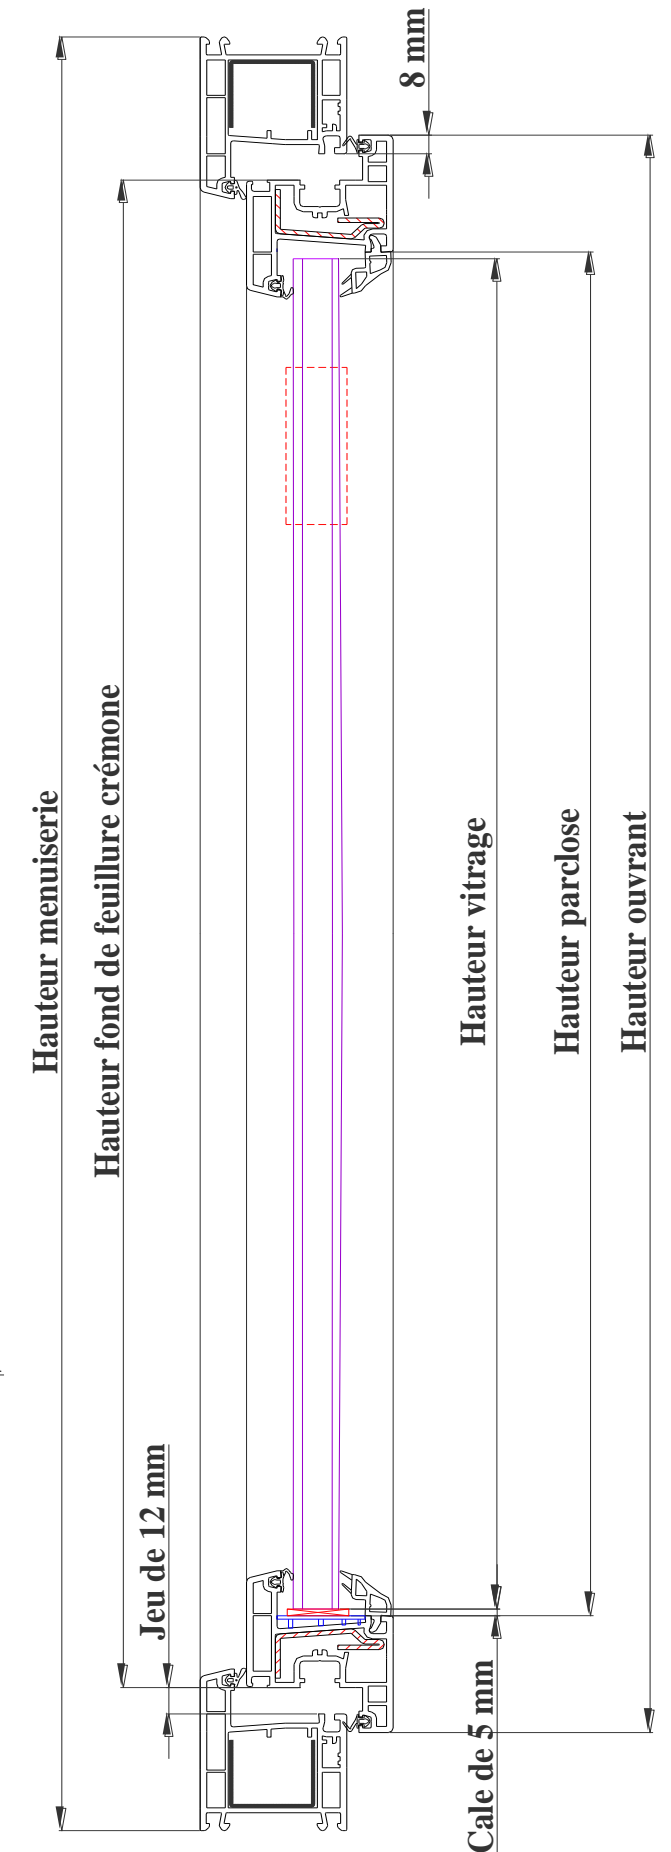 8 mm
Hauteur menuiserie
Hauteur fond de feuillure crémone
Hauteur vitrage
Hauteur parclose
Hauteur ouvrant
Jeu de 12 mm
Cale de 5 mm